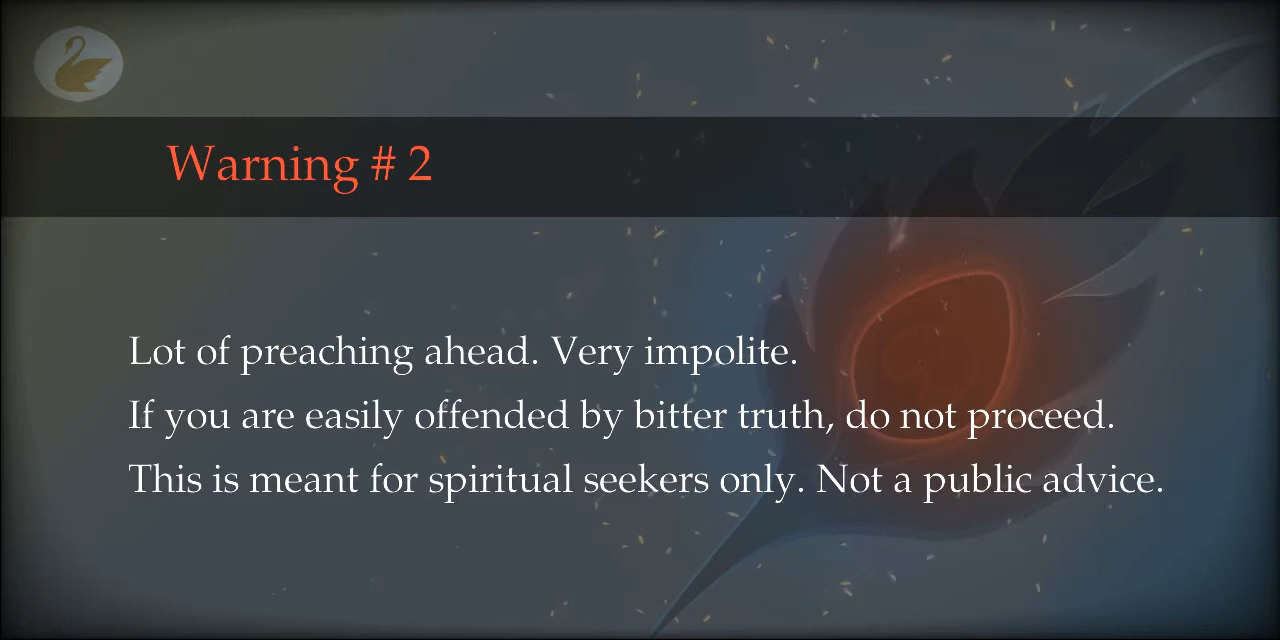 Warning # 2
Lot of preaching ahead. Very impolite.
If you are easily offended by bitter truth, do not proceed.
This is meant for spiritual seekers only. Not a public advice.